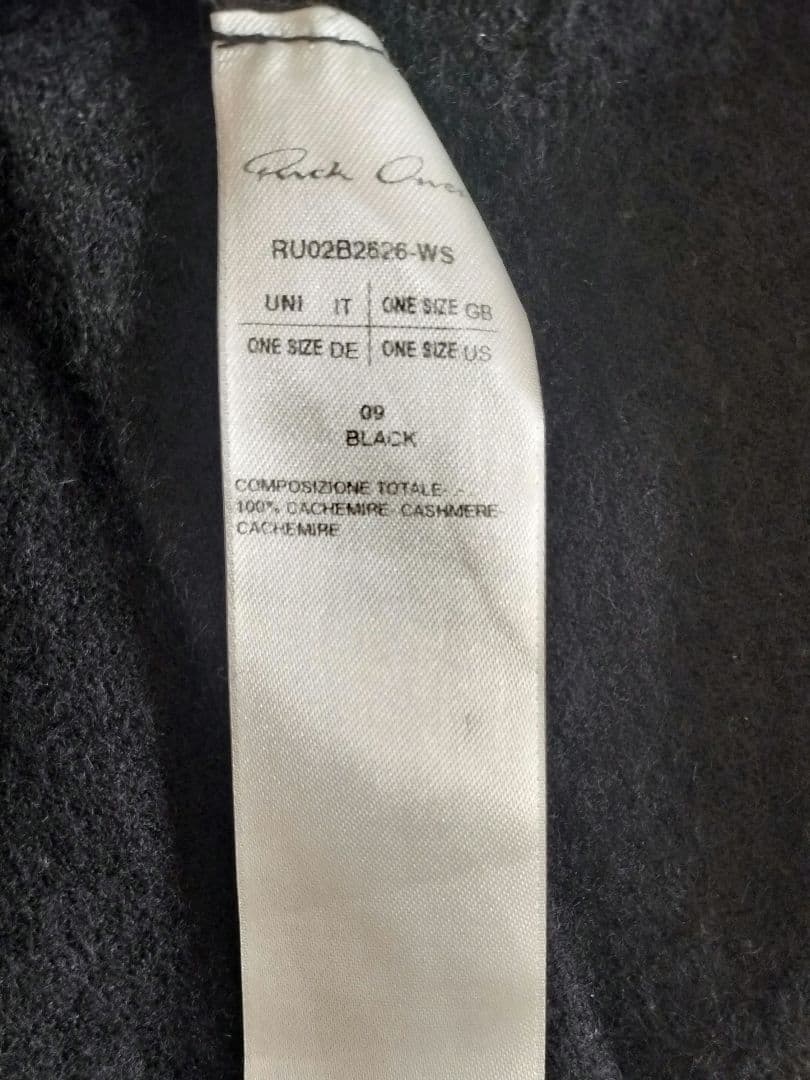 Rick Owe
RU02B2626-WS
UNI IT ONE SIZE GB
ONE SIZE DE ONE SIZE US
09
BLACK
COMPOSIZIONE TOTALE- .-
100% CACHEMIRE- CASHMERE-
CACHEMIRE